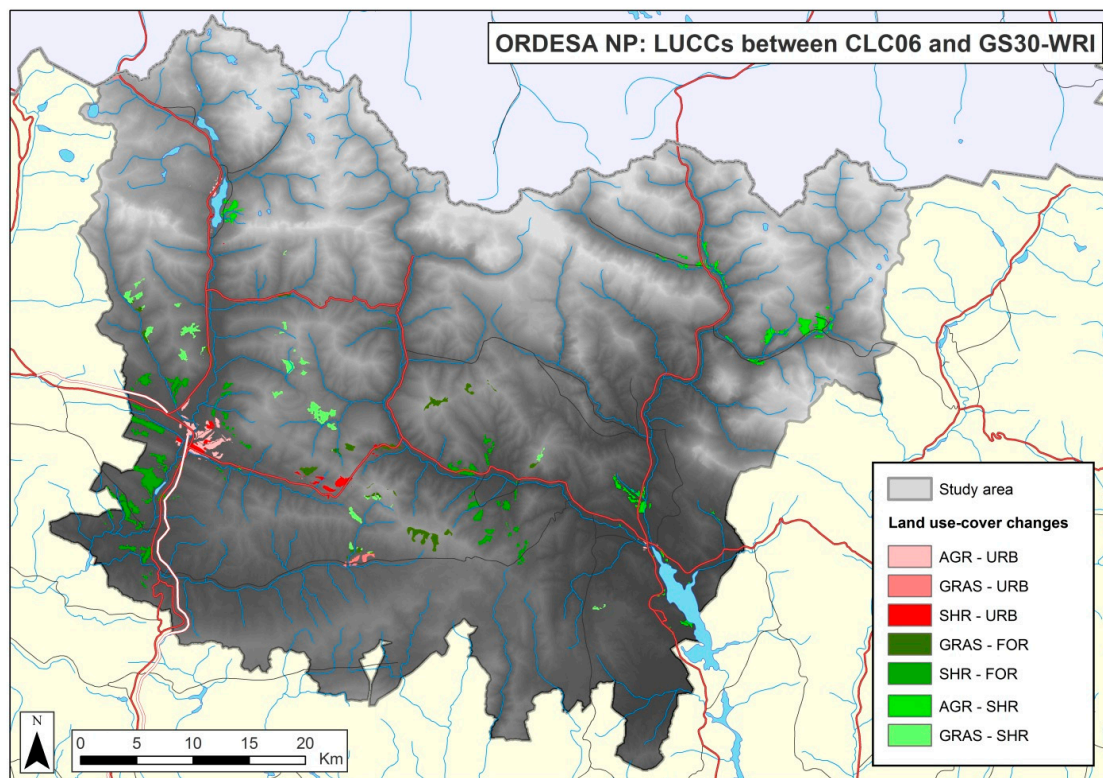 ORDESA NP: LUCCs between CLC06 and GS30-WRI
Study area
Land use-cover changes
AGR - URB
GRAS - URB
SHR - URB
GRAS - FOR
SHR - FOR
AGR - SHR
GRAS - SHR
N
0 5 10 15 20
Km